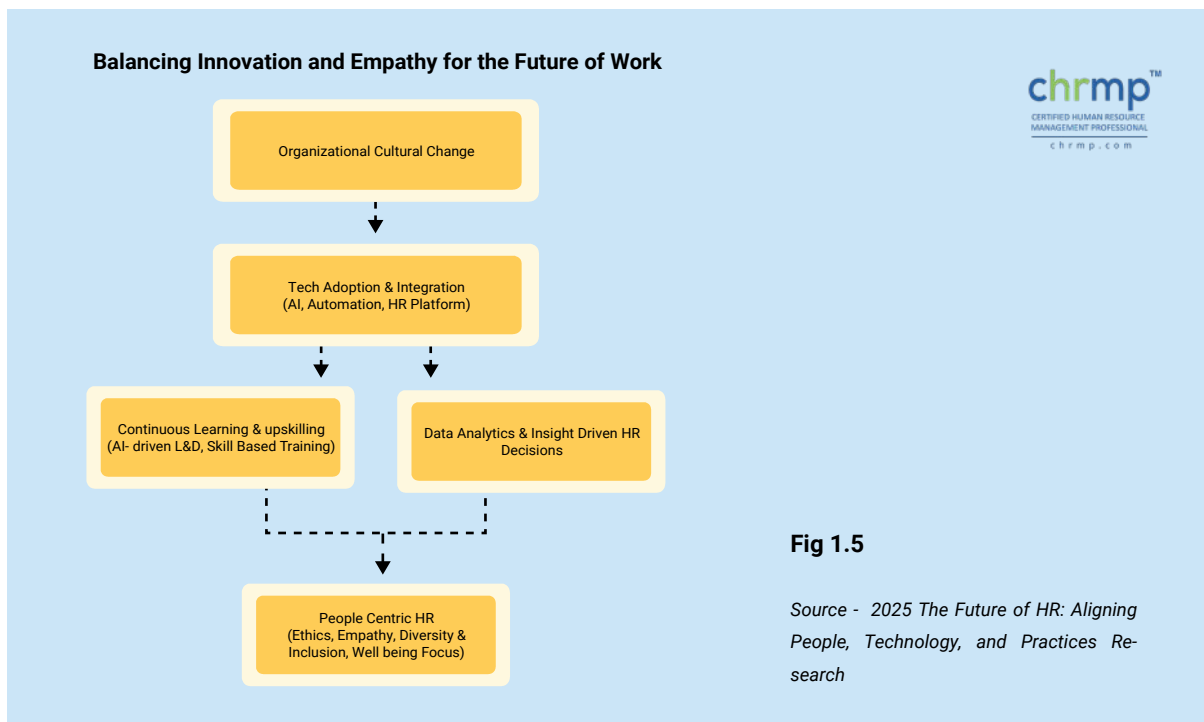 Balancing Innovation and Empathy for the Future of Work
chrmp™
CERTIFIED HUMAN RESOURCE
MANAGEMENT PROFESSIONAL
chrmp.com
Organizational Cultural Change
Tech Adoption & Integration
(AI, Automation, HR Platform)
Continuous Learning & upskilling
(AI- driven L&D, Skill Based Training)
Data Analytics & Insight Driven HR
Decisions
People Centric HR
(Ethics, Empathy, Diversity &
Inclusion, Well being Focus)
Fig 1.5
Source - 2025 The Future of HR: Aligning
People, Technology, and Practices Re-
search